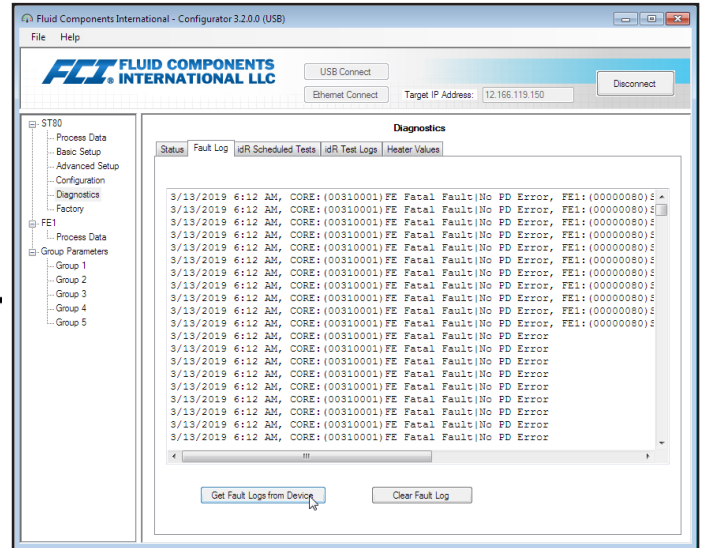 Fluid Components International - Configurator 3.2.0.0 (USB)
File Help
FCI. FLUID COMPONENTS
INTERNATIONAL LLC
USB Connect
Ethernet Connect Target IP Address: 12.166.119.150
Disconnect
ST80
Process Data
Basic Setup
Advanced Setup
Configuration
Diagnostics
Factory
FE1
Process Data
Group Parameters
Group 1
Group 2
Group 3
Group 4
Group 5
Diagnostics
Status Fault Log idR Scheduled Tests idR Test Logs Heater Values
3/13/2019 6:12 AM, CORE:(00310001)FE Fatal Fault|No PD Error, FE1:(00000080)S
3/13/2019 6:12 AM, CORE:(00310001)FE Fatal Fault|No PD Error, FE1:(00000080)S
3/13/2019 6:12 AM, CORE:(00310001)FE Fatal Fault|No PD Error, FE1:(00000080)S
3/13/2019 6:12 AM, CORE:(00310001)FE Fatal Fault|No PD Error, FE1:(00000080)S
3/13/2019 6:12 AM, CORE:(00310001)FE Fatal Fault|No PD Error, FE1:(00000080)S
3/13/2019 6:12 AM, CORE:(00310001)FE Fatal Fault|No PD Error, FE1:(00000080)S
3/13/2019 6:12 AM, CORE:(00310001)FE Fatal Fault|No PD Error, FE1:(00000080)S
3/13/2019 6:12 AM, CORE:(00310001)FE Fatal Fault|No PD Error, FE1:(00000080)S
3/13/2019 6:12 AM, CORE:(00310001)FE Fatal Fault|No PD Error, FE1:(00000080)S
3/13/2019 6:12 AM, CORE:(00310001)FE Fatal Fault|No PD Error, FE1:(00000080)S
3/13/2019 6:12 AM, CORE:(00310001)FE Fatal Fault|No PD Error, FE1:(00000080)S
3/13/2019 6:12 AM, CORE:(00310001)FE Fatal Fault|No PD Error
3/13/2019 6:12 AM, CORE:(00310001)FE Fatal Fault|No PD Error
3/13/2019 6:12 AM, CORE:(00310001)FE Fatal Fault|No PD Error
3/13/2019 6:12 AM, CORE:(00310001)FE Fatal Fault|No PD Error
3/13/2019 6:12 AM, CORE:(00310001)FE Fatal Fault|No PD Error
3/13/2019 6:12 AM, CORE:(00310001)FE Fatal Fault|No PD Error
3/13/2019 6:12 AM, CORE:(00310001)FE Fatal Fault|No PD Error
3/13/2019 6:12 AM, CORE:(00310001)FE Fatal Fault|No PD Error
3/13/2019 6:12 AM, CORE:(00310001)FE Fatal Fault|No PD Error
Get Fault Logs from Device Clear Fault Log